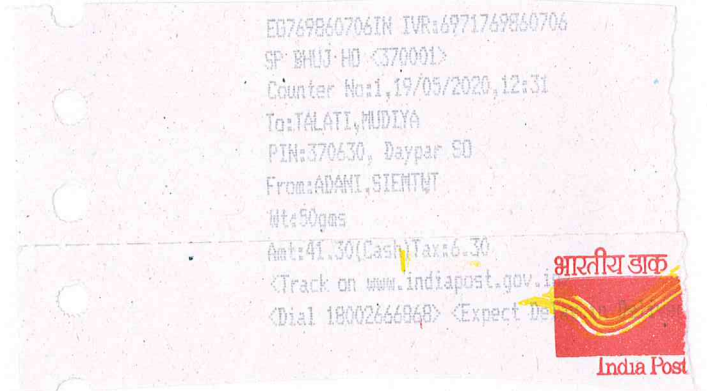 EG769860706IN IVR:6971769860706
SP BHUJ HO <370001>
Counter No:1,19/05/2020,12:31
To:TALATI,MUDIYA
PIN:370630, Daypar SO
From:ADANI,SIEMTWT
Wt:50gms
Amt:41.30(Cash)Tax:6.30
<Track on www.indiapost.gov.i
<Dial 18002666868> <Expect De
भारतीय डाक
India Post